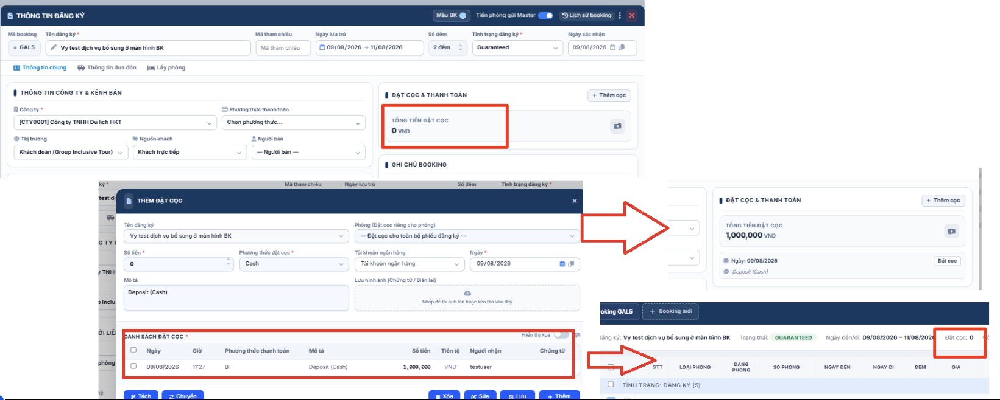 THÔNG TIN ĐĂNG KÝ
Màu BK
Tiền phòng gửi Master
Lịch sử booking
Mã booking
Tên đăng ký *
Mã tham chiếu
Ngày lưu trú
Số đêm
Tình trạng đăng ký *
Ngày xác nhận
GAL5
Vy test dịch vụ bổ sung ở màn hình BK
Mã tham chiếu
09/08/2026 → 11/08/2026
2 đêm
Guaranteed
09/08/2026
Thông tin chung
Thông tin đưa đón
Lấy phòng
THÔNG TIN CÔNG TY & KÊNH BÁN
Công ty *
Phương thức thanh toán
[CTY0001] Công ty TNHH Du lịch HKT
Chọn phương thức...
Thị trường
Nguồn khách
Người bán
Khách đoàn (Group Inclusive Tour)
Khách trực tiếp
— Người bán —
ĐẶT CỌC & THANH TOÁN
+ Thêm cọc
TỔNG TIỀN ĐẶT CỌC
0 VND
GHI CHÚ BOOKING
ký *
Mã tham chiếu
Ngày lưu trú
Số đêm
Tình trạng đăng ký *
test dị
G TY &
y TNHH
p Inclu
ỜI LIÊ
phòng
THÊM ĐẶT CỌC
Tên đăng ký
Phòng (Đặt cọc riêng cho phòng)
Vy test dịch vụ bổ sung ở màn hình BK
-- Đặt cọc cho toàn bộ phiếu đăng ký --
Số tiền *
Phương thức đặt cọc *
Tài khoản ngân hàng
Ngày *
0
Cash
Tài khoản ngân hàng
09/08/2026
Mô tả
Lưu hình ảnh (Chứng từ / Biên lai)
Deposit (Cash)
Nhấp để tải ảnh lên hoặc kéo thả vào đây
DANH SÁCH ĐẶT CỌC *
Hiển thị xoá
Ngày
Giờ
Phương thức thanh toán
Mô tả
Số tiền
Tiền tệ
Người nhận
Chứng từ
09/08/2026
11:27
BT
Deposit (Cash)
1,000,000
VND
testuser
Tách
Chuyển
Xóa
Sửa
Lưu
+ Thêm
ĐẶT CỌC & THANH TOÁN
+ Thêm cọc
TỔNG TIỀN ĐẶT CỌC
1,000,000 VND
Ngày: 09/08/2026
Đặt cọc
Deposit (Cash)
ooking GAL5
+ Booking mới
đăng ký: Vy test dịch vụ bổ sung ở màn hình BK
Trạng thái: GUARANTEED
Ngày đến/đi: 09/08/2026 ~ 11/08/2026
Đặt cọc: 0
STT
LOẠI PHÒNG
DẠNG PHÒNG
SỐ PHÒNG
NGÀY ĐẾN
NGÀY ĐI
ĐÊM
GIÁ
TÌNH TRẠNG: ĐĂNG KÝ (5)